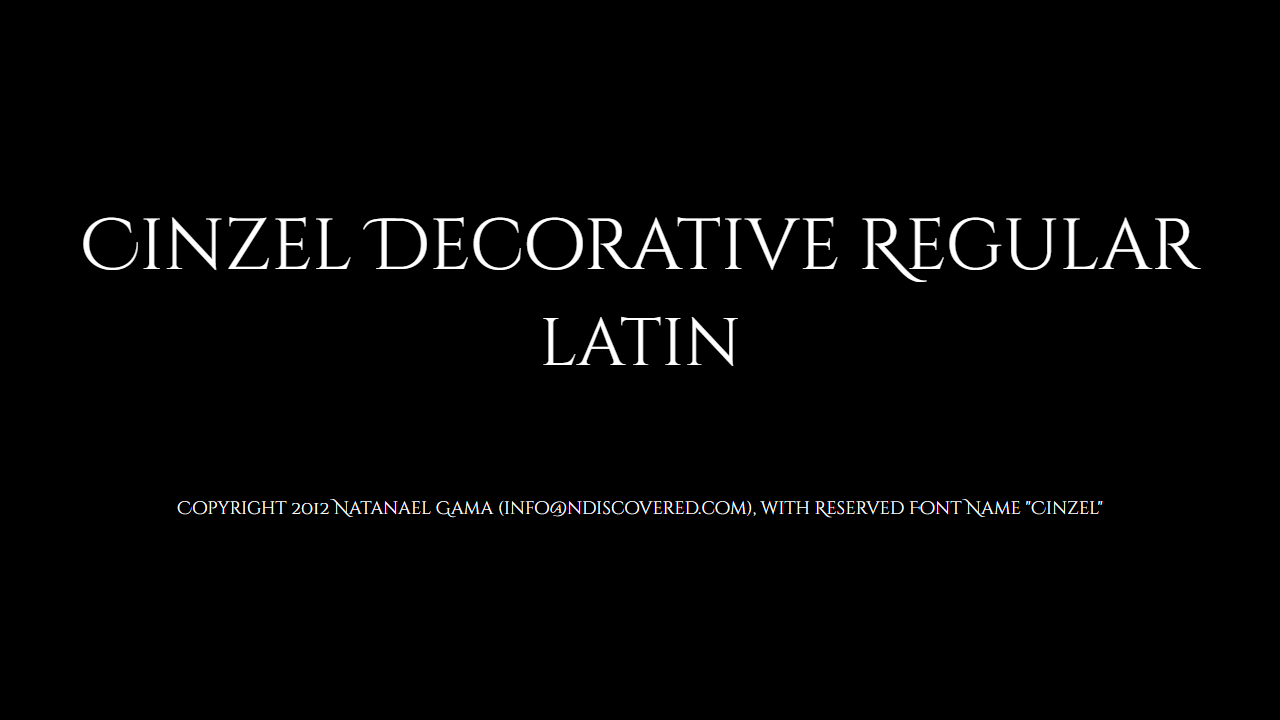 Cinzel Decorative Regular
latin
Copyright 2012 Natanael Gama (info@ndiscovered.com), with Reserved Font Name "Cinzel"